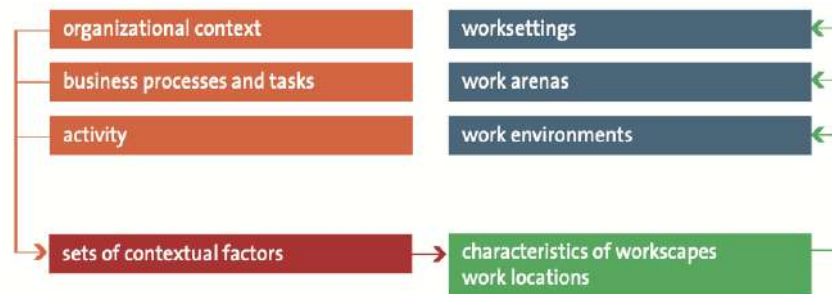 organizational context
business processes and tasks
activity
sets of contextual factors
worksettings
work arenas
work environments
characteristics of workscapes
work locations